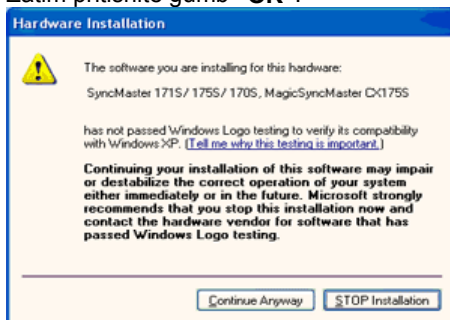 Zatim pritisnite gumb "OK".
Hardware Installation
The software you are installing for this hardware:
SyncMaster 171S/ 175S/ 170S, MagicSyncMaster CX175S
has not passed Windows Logo testing to verify its compatibility
with Windows XP. (Tell me why this testing is important.)
Continuing your installation of this software may impair
or destabilize the correct operation of your system
either immediately or in the future. Microsoft strongly
recommends that you stop this installation now and
contact the hardware vendor for software that has
passed Windows Logo testing.
Continue Anyway STOP Installation